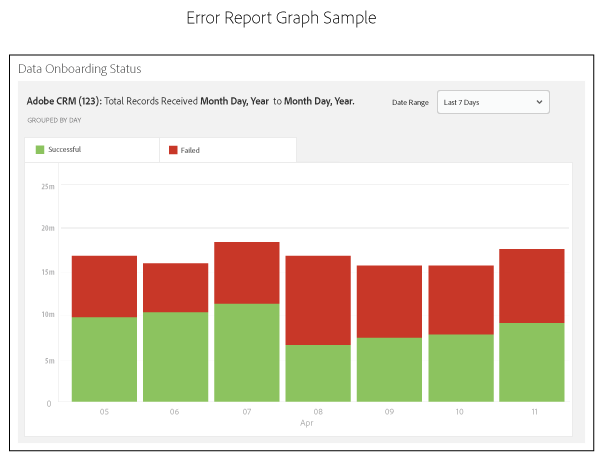 Error Report Graph Sample
Data Onboarding Status
Adobe CRM (123): Total Records Received Month Day, Year to Month Day, Year.
Date Range
Last 7 Days
GROUPED BY DAY
Successful
Failed
25m
20m
15m
10m
5m
0
05 06 07 08 09 10 11
Apr